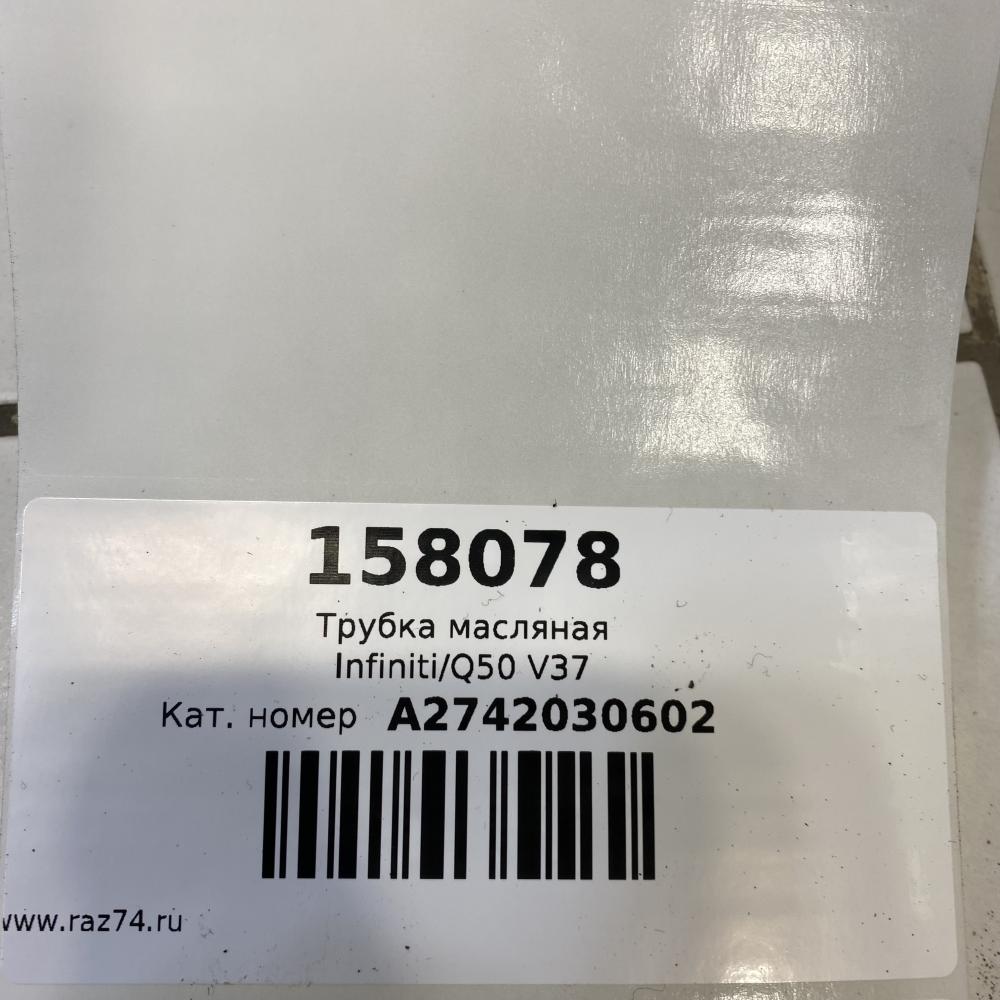 158078
Трубка масляная
Infiniti/Q50 V37
Кат. номер A2742030602
www.raz74.ru